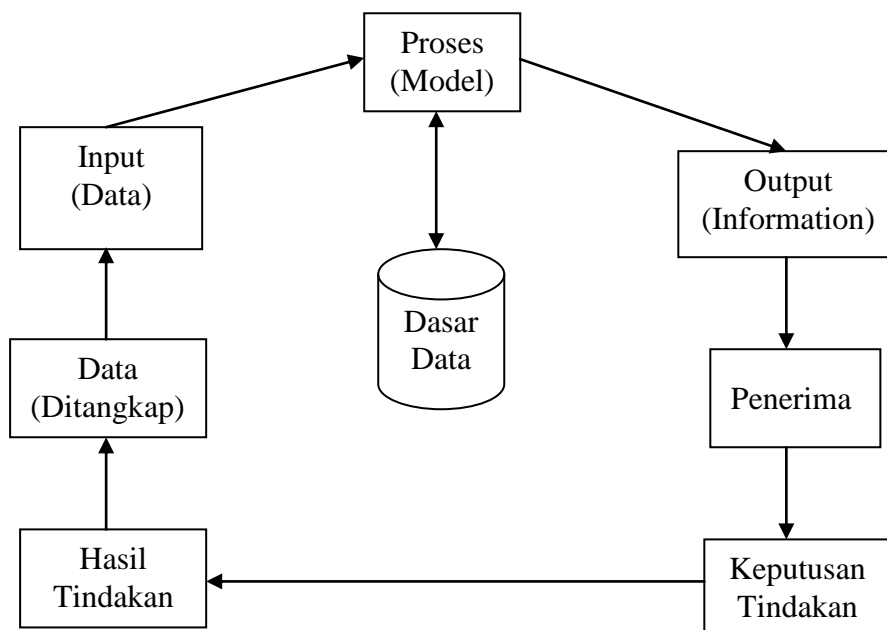 Proses
(Model)
Input
(Data)
Output
(Information)
Dasar
Data
Data
(Ditangkap)
Penerima
Hasil
Tindakan
Keputusan
Tindakan